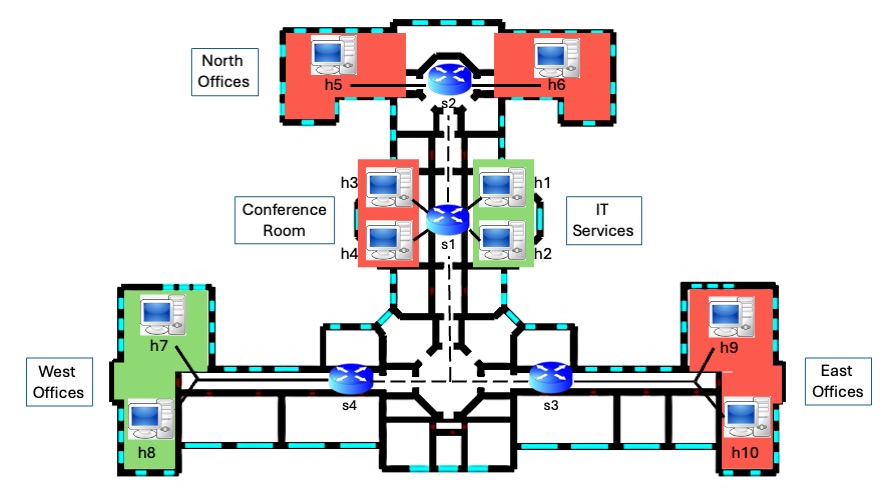 North
Offices
h5
h6
s2
h3
h1
Conference
Room
IT
Services
s1
h4
h2
h7
h9
West
Offices
East
Offices
s4
s3
h8
h10